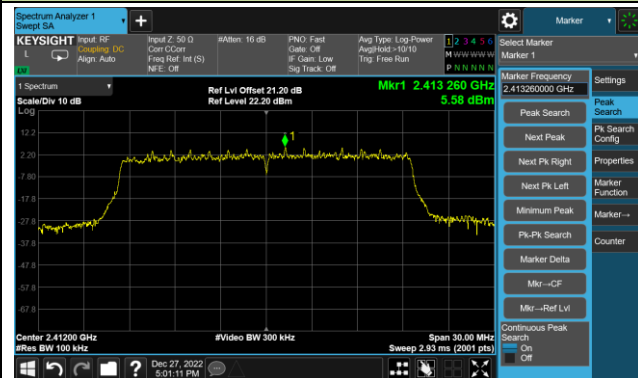 Spectrum Analyzer 1
Swept SA
+
Marker
KEYSIGHT
L
LW
Input: RF
Coupling: DC
Align: Auto
Input Z: 50 Ω
Corr CCorr
Freq Ref: Int (S)
NFE: Off
#Atten: 16 dB
PNO: Fast
Gate: Off
IF Gain: Low
Sig Track: Off
Avg Type: Log-Power
Avg|Hold:>10/10
Trig: Free Run
1 2 3 4 5 6
M W W W W W
P N N N N N
Select Marker
Marker 1
1 Spectrum
Scale/Div 10 dB
Log
Ref Lvl Offset 21.20 dB
Ref Level 22.20 dBm
Mkr1 2.413 260 GHz
5.58 dBm
12.2
2.20
-7.80
-17.8
-27.8
-37.8
-47.8
-57.8
-67.8
1
Center 2.41200 GHz
#Res BW 100 kHz
#Video BW 300 kHz
Span 30.00 MHz
Sweep 2.93 ms (2001 pts)
Marker Frequency
2.413260000 GHz
Peak Search
Next Peak
Next Pk Right
Next Pk Left
Minimum Peak
Pk-Pk Search
Marker Delta
Mkr→CF
Mkr→Ref Lvl
Continuous Peak
Search
On
Off
Settings
Peak
Search
Pk Search
Config
Properties
Marker
Function
Marker→
Counter
?
Dec 27, 2022
5:01:11 PM